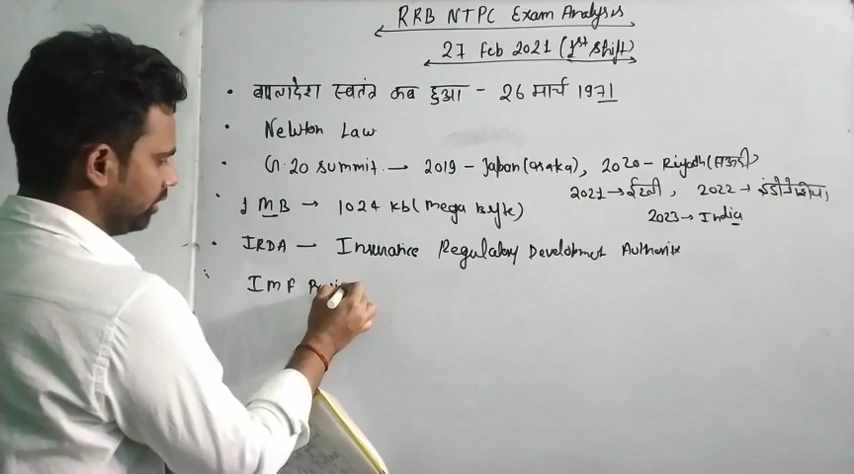 RRB NTPC Exam Analysis
27 Feb 2021 (1st Shift)
• बांग्लादेश स्वतंत्र कब हुआ - 26 मार्च 1971
• Newton Law
• G.20 Summit → 2019 - Japan (Osaka), 2020 - Riyadh (सऊदी)
2021 → इटली, 2022 → इंडोनेशिया,
2023 → India
• 1 MB → 1024 kb (Mega Byte)
• IRDA — Insurance Regulatory Development
• IMF